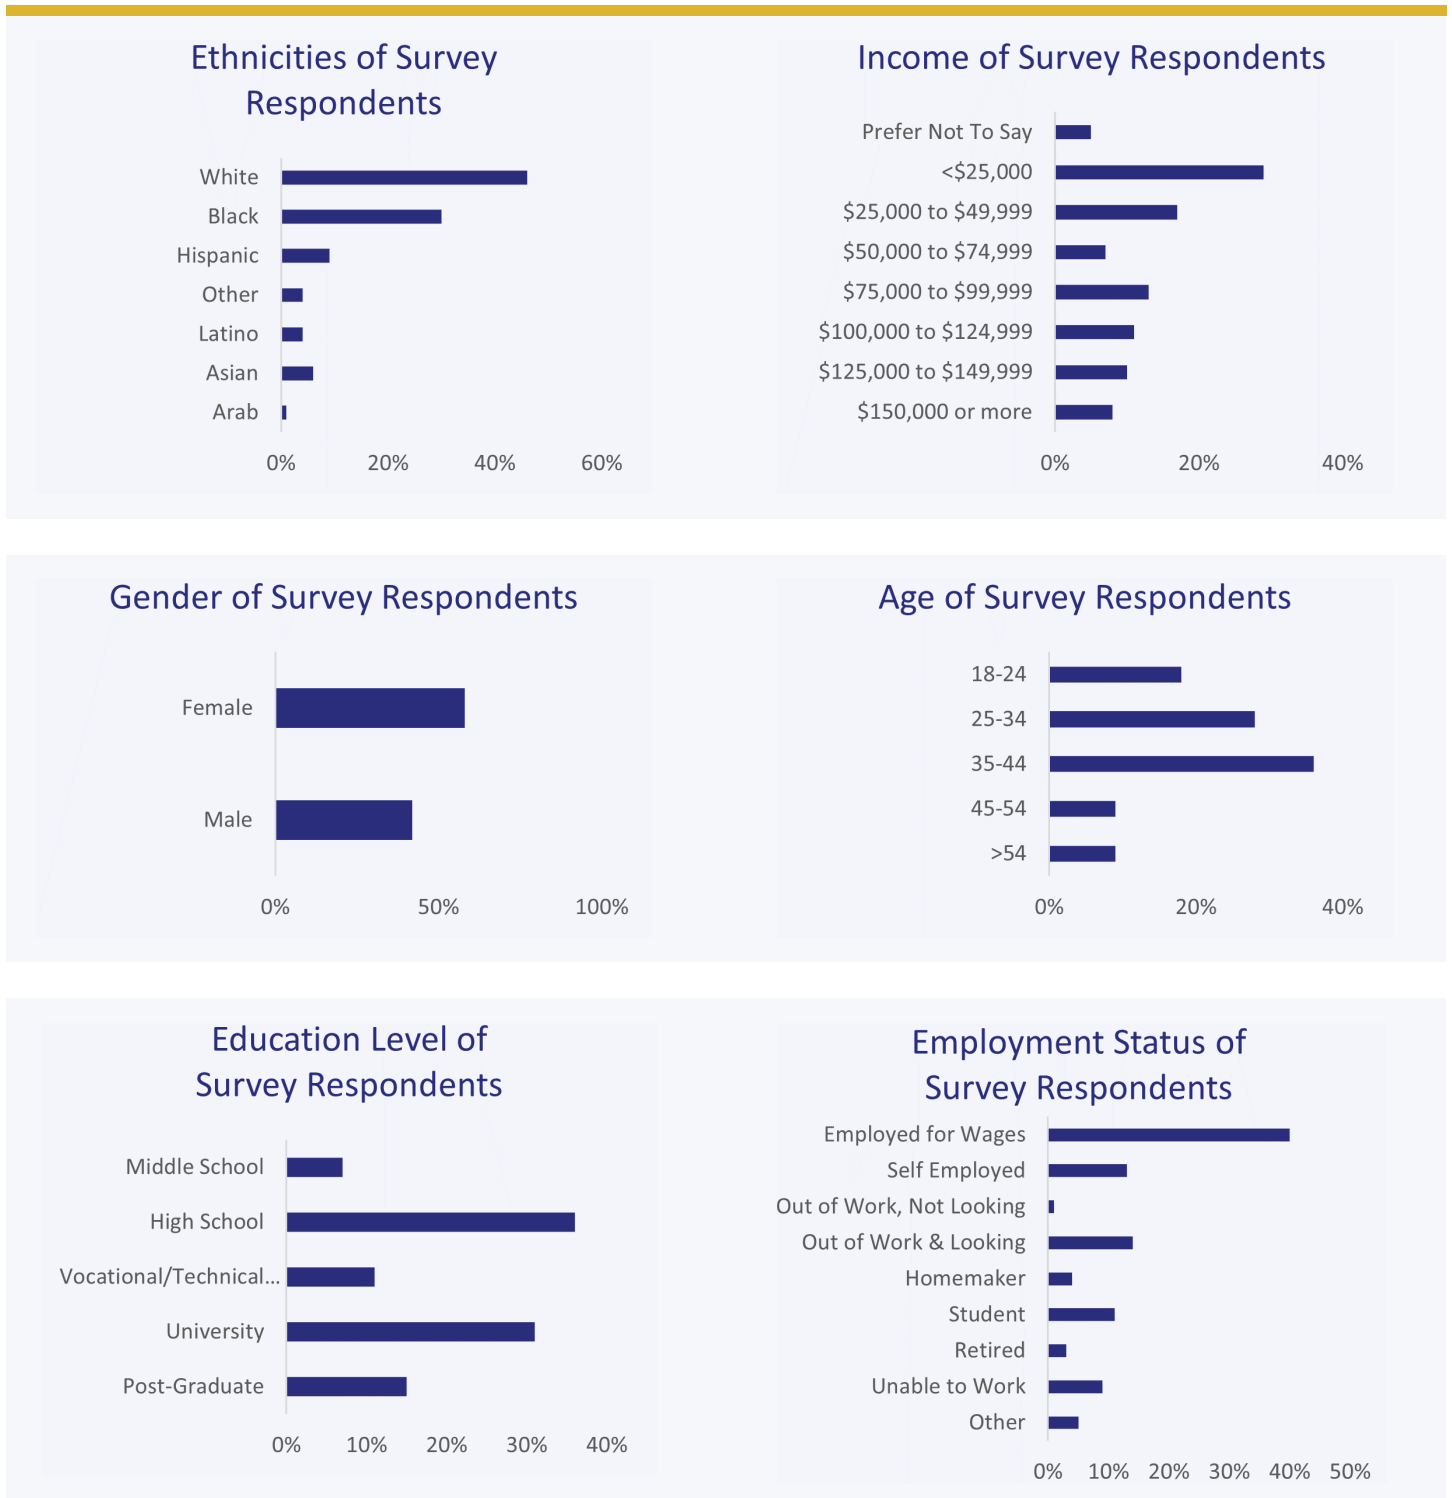 Ethnicities of Survey
Respondents
White
Black
Hispanic
Other
Latino
Asian
Arab
0% 20% 40% 60%
Income of Survey Respondents
Prefer Not To Say
<$25,000
$25,000 to $49,999
$50,000 to $74,999
$75,000 to $99,999
$100,000 to $124,999
$125,000 to $149,999
$150,000 or more
0% 20% 40%
Gender of Survey Respondents
Female
Male
0% 50% 100%
Age of Survey Respondents
18-24
25-34
35-44
45-54
>54
0% 20% 40%
Education Level of
Survey Respondents
Middle School
High School
Vocational/Technical...
University
Post-Graduate
0% 10% 20% 30% 40%
Employment Status of
Survey Respondents
Employed for Wages
Self Employed
Out of Work, Not Looking
Out of Work & Looking
Homemaker
Student
Retired
Unable to Work
Other
0% 10% 20% 30% 40% 50%